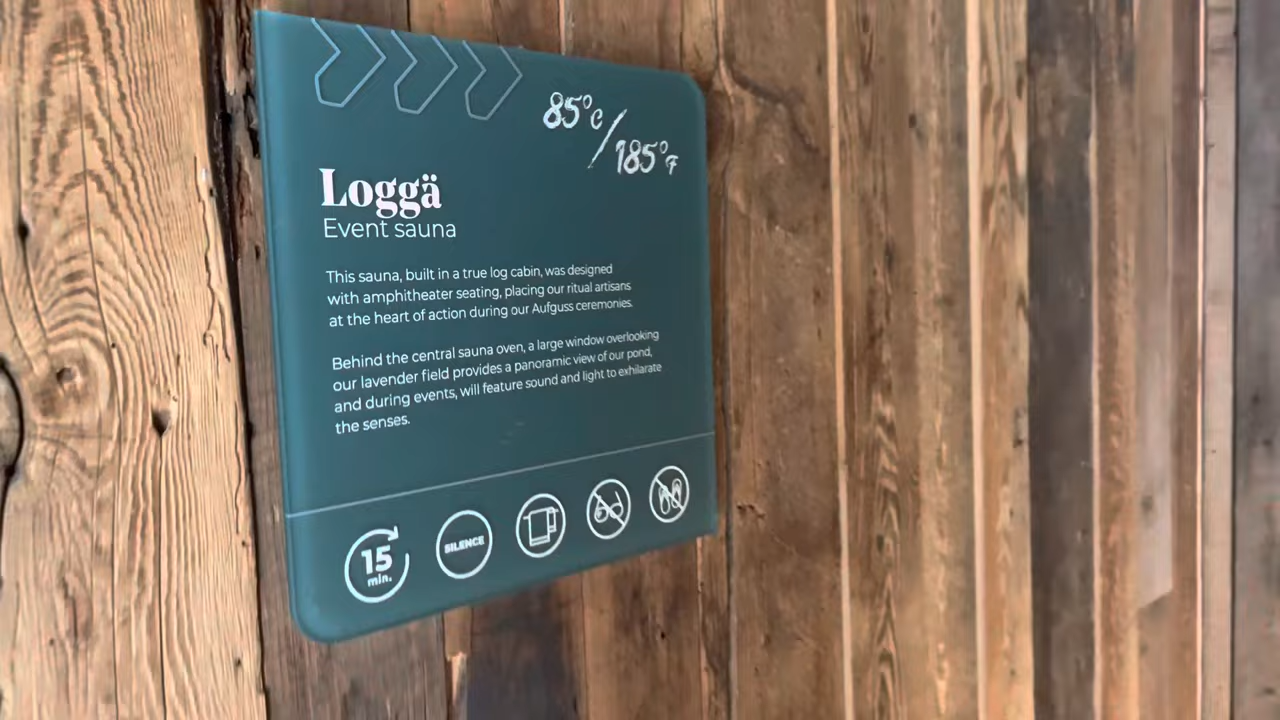 85°C/185°F
Loggä
Event sauna
This sauna, built in a true log cabin, was designed
with amphitheater seating, placing our ritual artisans
at the heart of action during our Aufguss ceremonies.
Behind the central sauna oven, a large window overlooking
our lavender field provides a panoramic view of our pond,
and during events, will feature sound and light to exhilarate
the senses.
15
min.
SILENCE